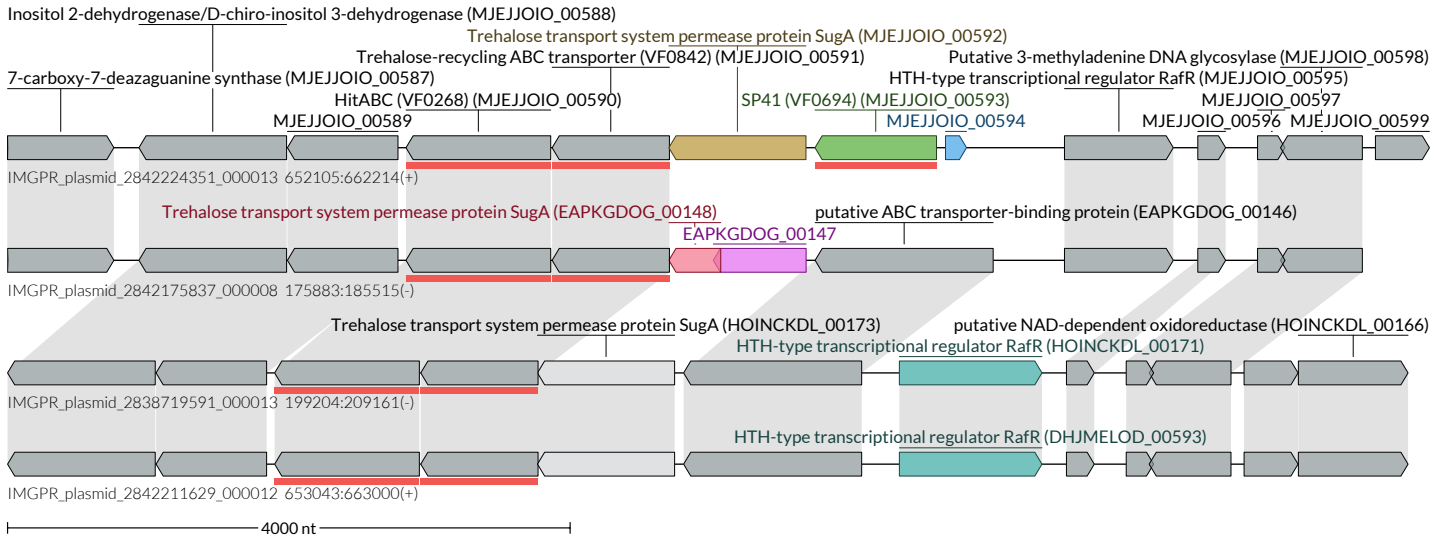 Inositol 2-dehydrogenase/D-chiro-inositol 3-dehydrogenase (MJEJJOIO_00588)
Trehalose transport system permease protein SugA (MJEJJOIO_00592)
Trehalose-recycling ABC transporter (VF0842) (MJEJJOIO_00591)
Putative 3-methyladenine DNA glycosylase (MJEJJOIO_00598)
7-carboxy-7-deazaguanine synthase (MJEJJOIO_00587)
HTH-type transcriptional regulator RafR (MJEJJOIO_00595)
HitABC (VF0268) (MJEJJOIO_00590)
SP41 (VF0694) (MJEJJOIO_00593)
MJEJJOIO_00597
MJEJJOIO_00589
MJEJJOIO_00594
MJEJJOIO_00596
MJEJJOIO_00599
IMGPR_plasmid_2842224351_000013 652105:662214(+)
Trehalose transport system permease protein SugA (EAPKGDOG_00148)
putative ABC transporter-binding protein (EAPKGDOG_00146)
EAPKGDOG_00147
IMGPR_plasmid_2842175837_000008 175883:185515(-)
Trehalose transport system permease protein SugA (HOINCKDL_00173)
putative NAD-dependent oxidoreductase (HOINCKDL_00166)
HTH-type transcriptional regulator RafR (HOINCKDL_00171)
IMGPR_plasmid_2838719591_000013 199204:209161(-)
HTH-type transcriptional regulator RafR (DHJMELOD_00593)
IMGPR_plasmid_2842211629_000012 653043:663000(+)
4000 nt